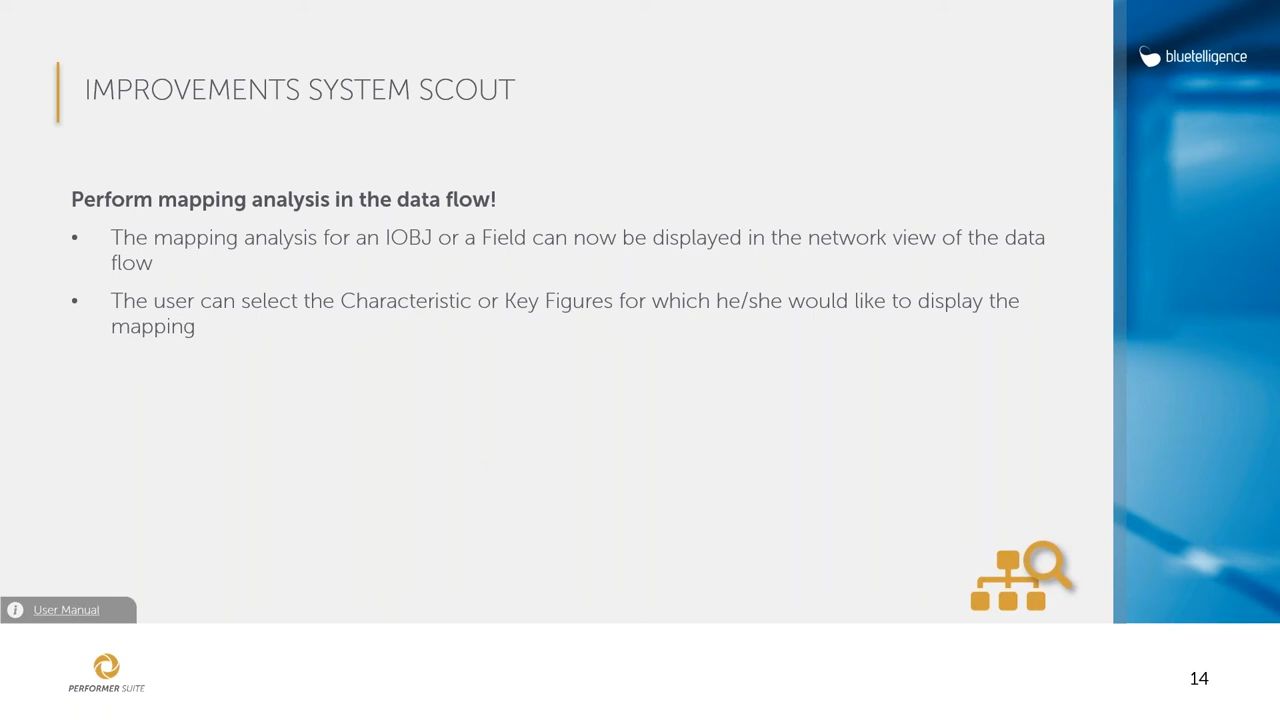 bluetelligence
IMPROVEMENTS SYSTEM SCOUT
Perform mapping analysis in the data flow!
• The mapping analysis for an IOBJ or a Field can now be displayed in the network view of the data
flow
• The user can select the Characteristic or Key Figures for which he/she would like to display the
mapping
i User Manual
PERFORMER SUITE
14